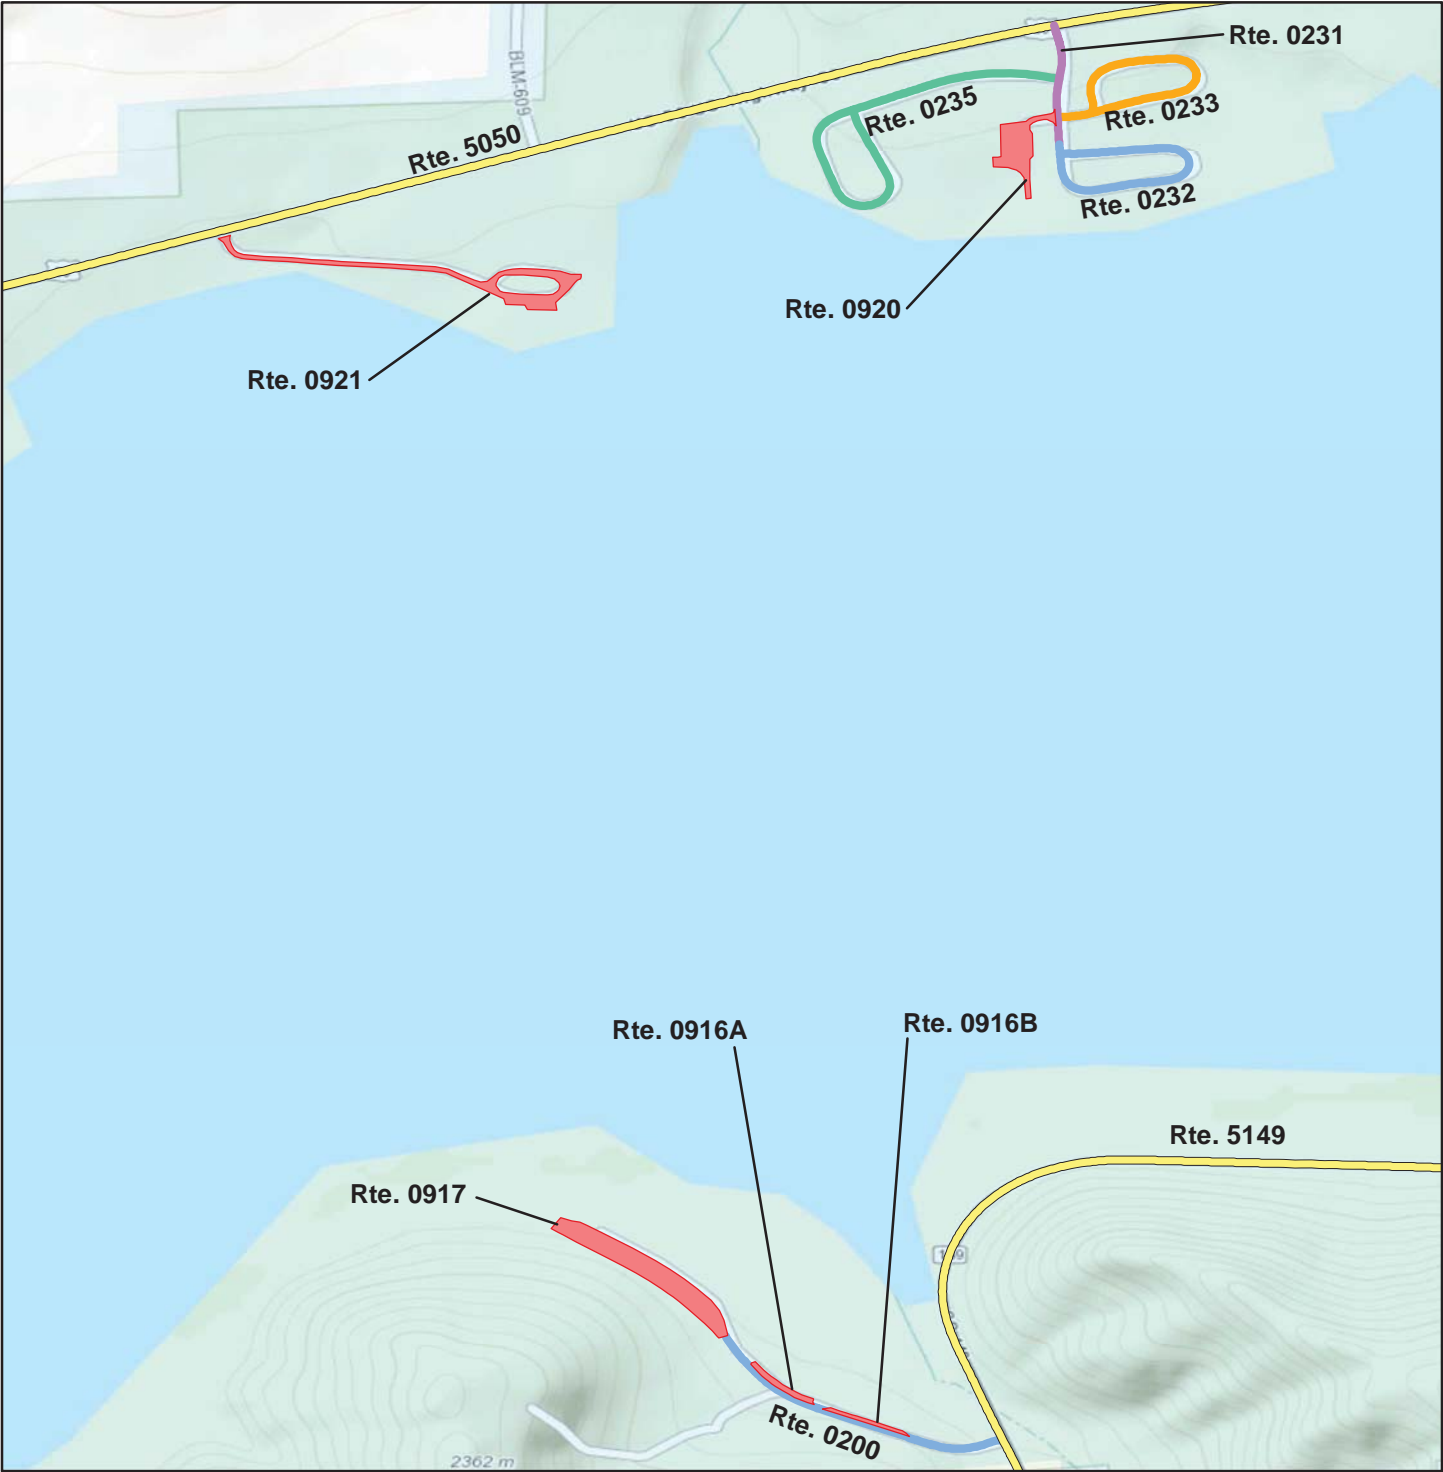 Rte. 0231
BLM-609
Rte. 0235
Rte. 0233
Rte. 5050
Rte. 0232
Rte. 0920
Rte. 0921
Rte. 0916A
Rte. 0916B
Rte. 5149
Rte. 0917
Rte. 0200
2362 m